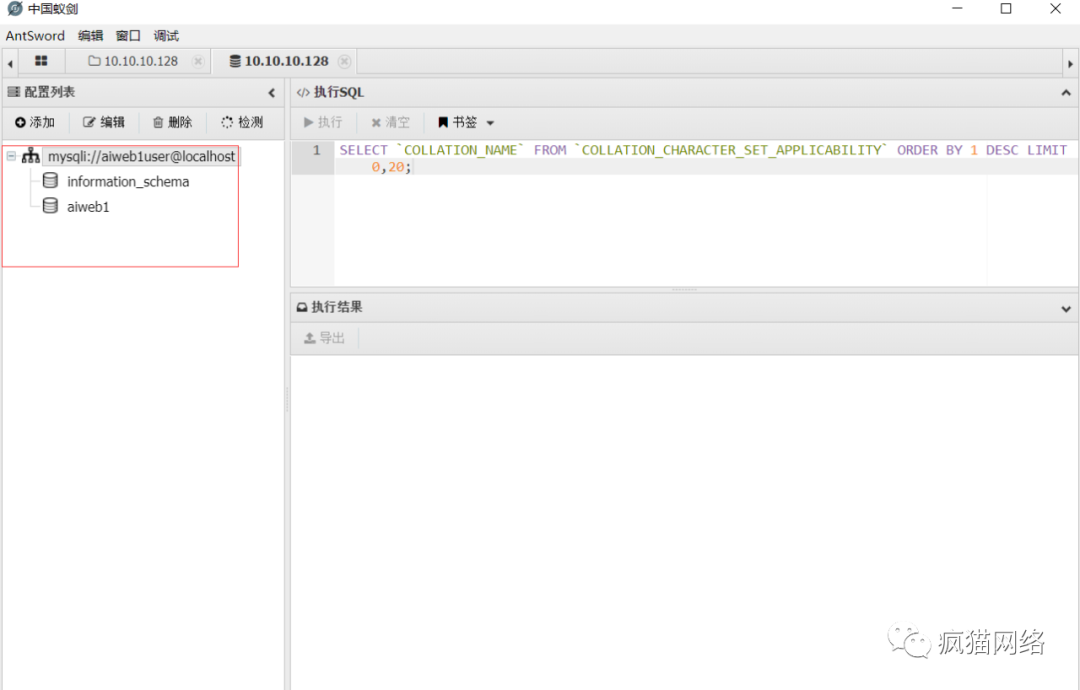 中国蚁剑
AntSword 编辑 窗口 调试
10.10.10.128 10.10.10.128
配置列表
添加 编辑 删除 检测
mysqli://aiweb1user@localhost
information_schema
aiweb1
执行SQL
执行 清空 书签
1 SELECT `COLLATION_NAME` FROM `COLLATION_CHARACTER_SET_APPLICABILITY` ORDER BY 1 DESC LIMIT
0,20;
执行结果
导出
疯猫网络